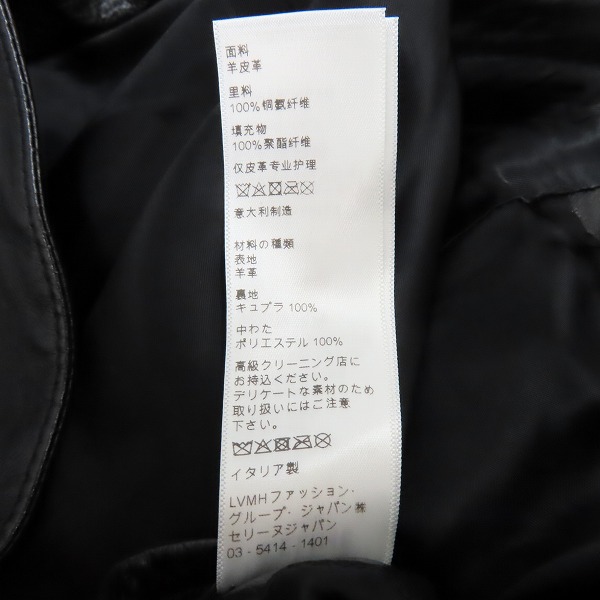 面料
羊皮革
里料
100%铜氨纤维
填充物
100%聚酯纤维
仅皮革专业护理
意大利制造
材料の種類
表地
羊革
裏地
キュプラ 100%
中わた
ポリエステル 100%
高級クリーニング店に
お持込ください。
デリケートな素材のため
取り扱いにはご注意
下さい。
イタリア製
LVMHファッション・
グループ・ジャパン㈱
セリーヌジャパン
03 - 5414 - 1401